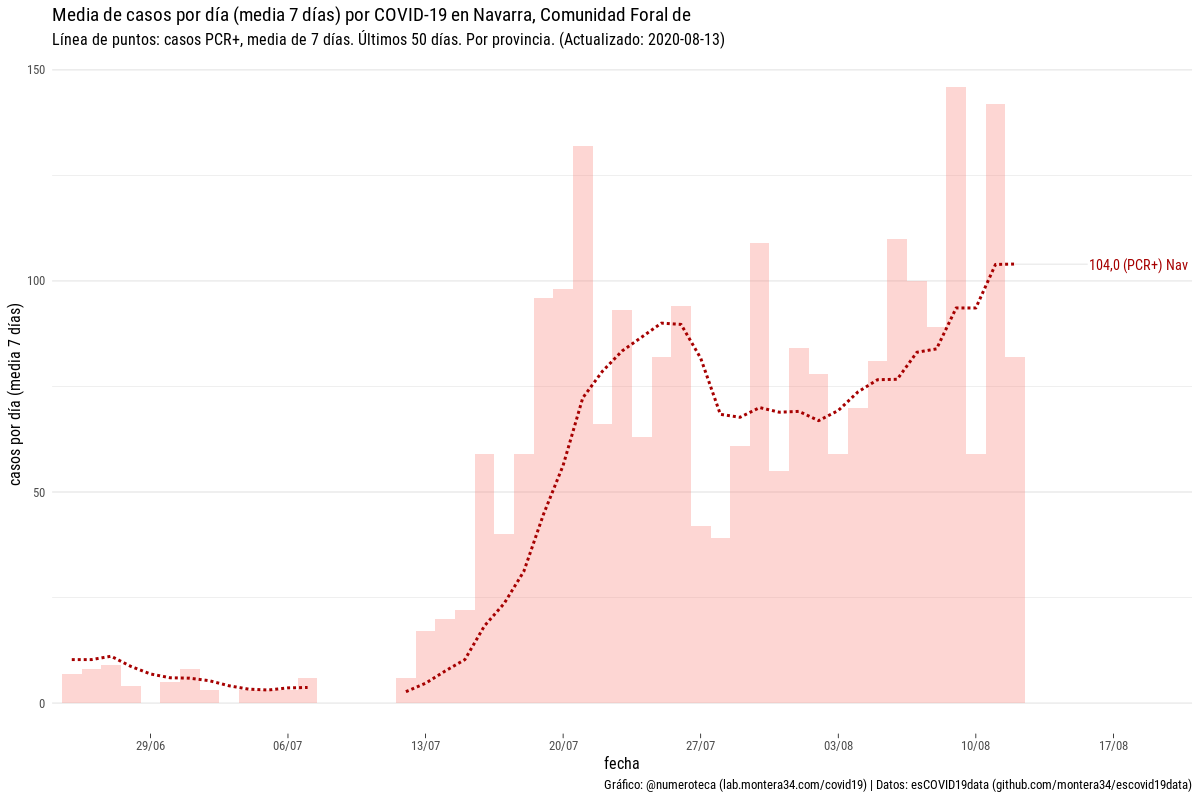 Media de casos por día (media 7 días) por COVID-19 en Navarra, Comunidad Foral de
Línea de puntos: casos PCR+, media de 7 días. Últimos 50 días. Por provincia. (Actualizado: 2020-08-13)
150
100
50
0
casos por día (media 7 días)
104,0 (PCR+) Nav
29/06
06/07
13/07
20/07
27/07
03/08
10/08
17/08
fecha
Gráfico: @numeroteca (lab.montera34.com/covid19) | Datos: esCOVID19data (github.com/montera34/escovid19data)